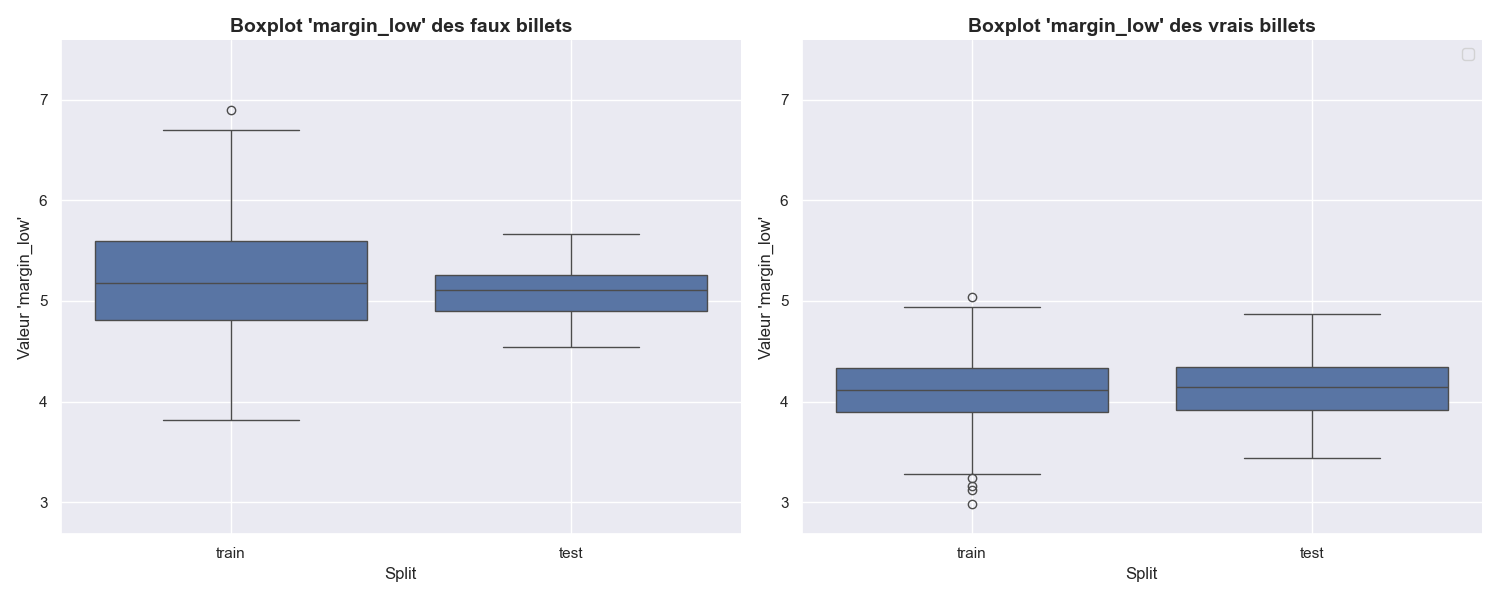 Boxplot 'margin_low' des faux billets
Valeur 'margin_low'
7
6
5
4
3
train
test
Split
Boxplot 'margin_low' des vrais billets
Valeur 'margin_low'
7
6
5
4
3
train
test
Split